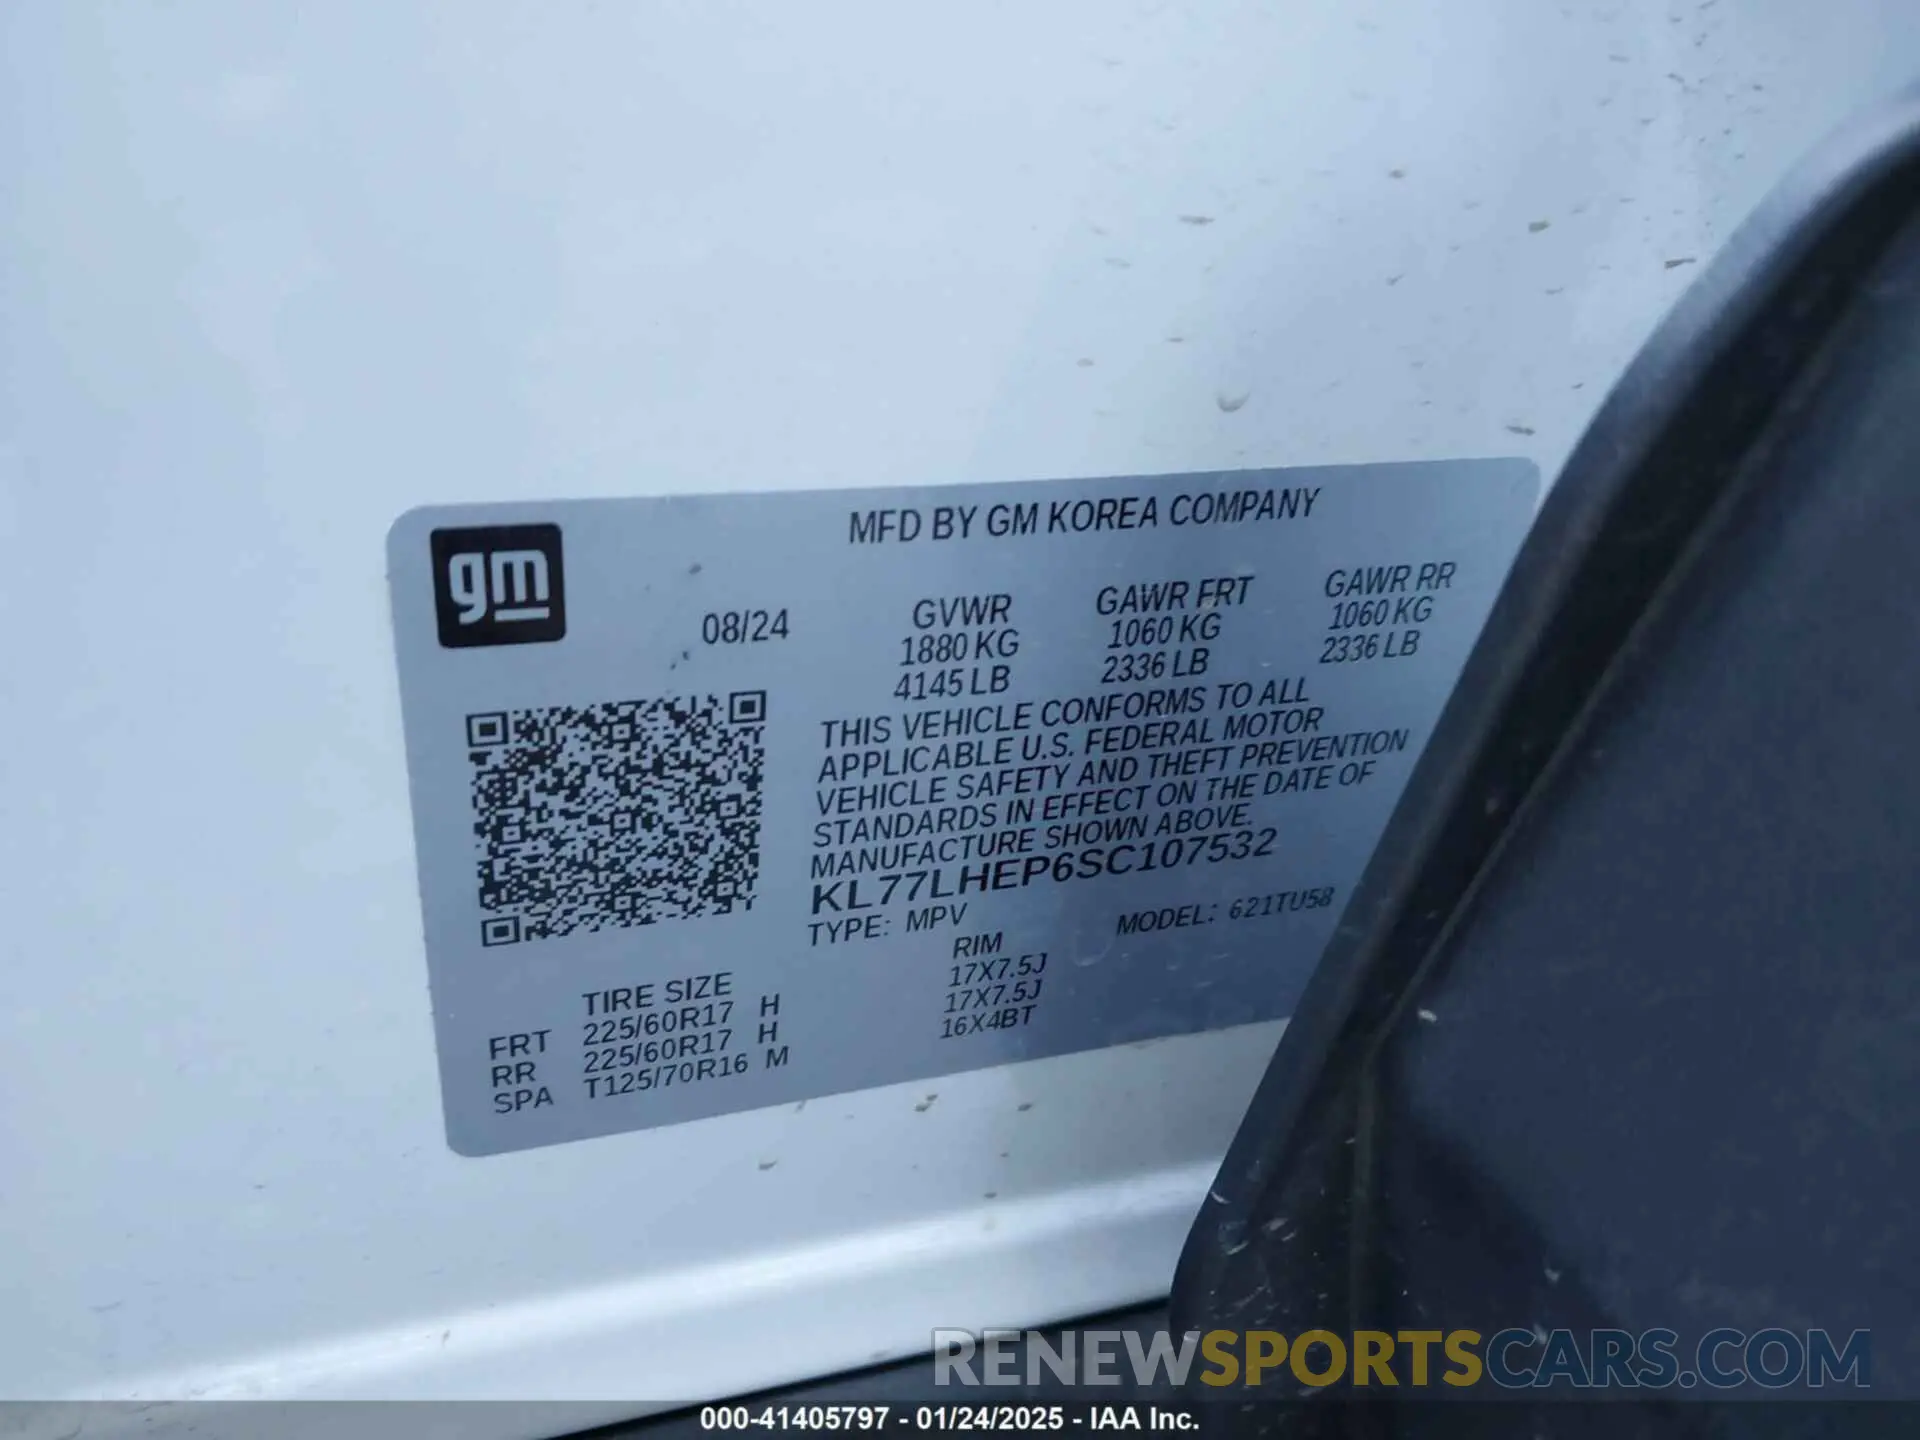 MFD BY GM KOREA COMPANY
gm
08/24
GVWR GAWR FRT GAWR RR
1880 KG 1060 KG 1060 KG
4145 LB 2336 LB 2336 LB
THIS VEHICLE CONFORMS TO ALL
APPLICABLE U.S. FEDERAL MOTOR
VEHICLE SAFETY AND THEFT PREVENTION
STANDARDS IN EFFECT ON THE DATE OF
MANUFACTURE SHOWN ABOVE.
KL77LHEP6SC107532
TYPE: MPV MODEL: 621TU58
TIRE SIZE RIM
FRT 225/60R17 H 17X7.5J
RR 225/60R17 H 17X7.5J
SPA T125/70R16 M 16X4BT
RENEWSPORTSCARS.COM
000-41405797 - 01/24/2025 - IAA Inc.